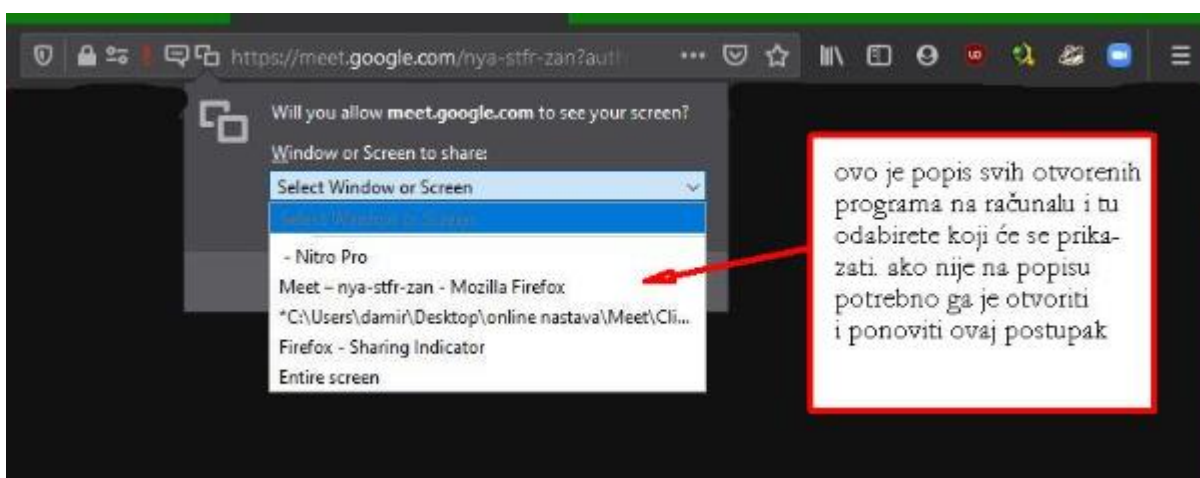 https://meet.google.com/nya-stfr-zan?auth
Will you allow meet.google.com to see your screen?
Window or Screen to share:
Select Window or Screen
Select Window or Screen
- Nitro Pro
Meet – nya-stfr-zan - Mozilla Firefox
*C:\Users\damir\Desktop\online nastava\Meet\Cli...
Firefox - Sharing Indicator
Entire screen
ovo je popis svih otvorenih
programa na računalu i tu
odabirete koji će se prika-
zati. ako nije na popisu
potrebno ga je otvoriti
i ponoviti ovaj postupak